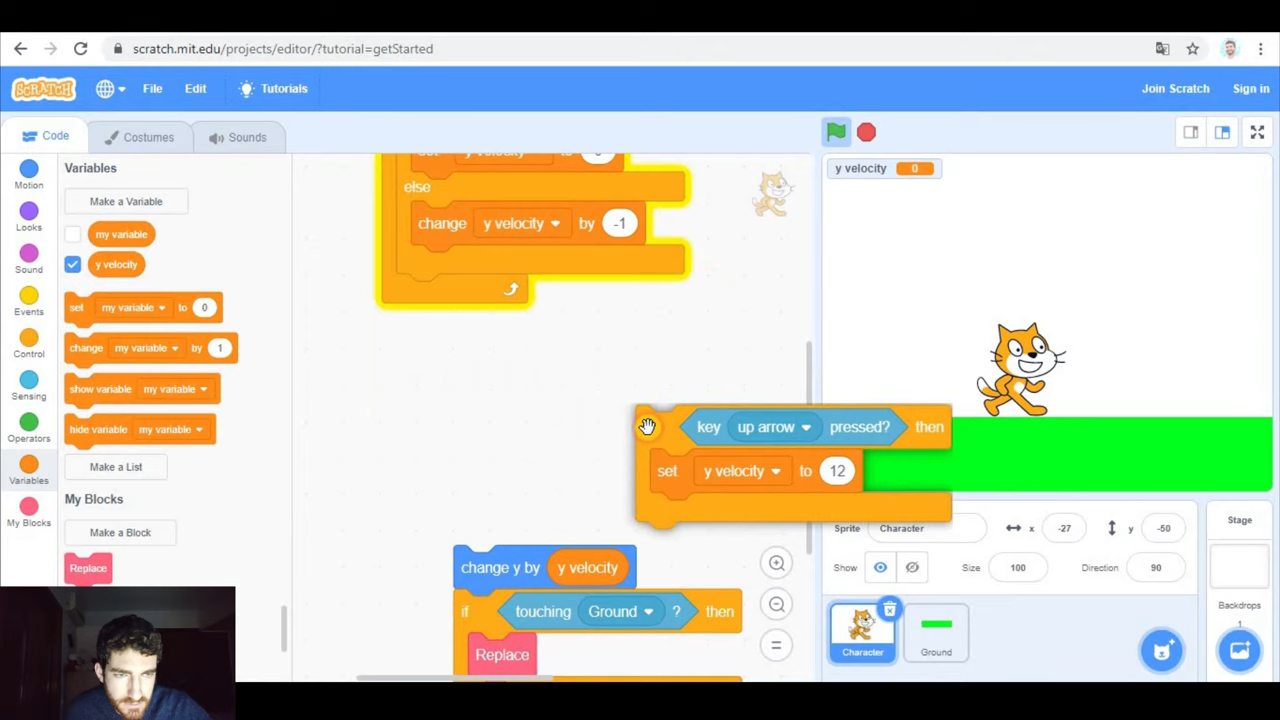 scratch.mit.edu/projects/editor/?tutorial=getStarted
SCRATCH
File
Edit
Tutorials
Join Scratch
Sign in
Code
Costumes
Sounds
Motion
Looks
Sound
Events
Control
Sensing
Operators
Variables
My Blocks
Variables
Make a Variable
my variable
y velocity
set my variable to 0
change my variable by 1
show variable my variable
hide variable my variable
Make a List
My Blocks
Make a Block
Replace
else
change y velocity by -1
key up arrow pressed? then
set y velocity to 12
change y by y velocity
if touching Ground ? then
Replace
y velocity 0
Sprite Character
x -27
y -50
Show
Size 100
Direction 90
Character
Ground
Stage
Backdrops
1